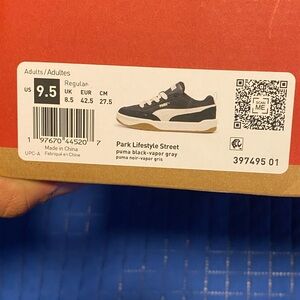 Adults/Adultes
Regular
US 9.5 UK EUR CM
8.5 42.5 27.5
SCAN ME
1 97670 44520 7
UPC-A
Made in China
Fabriqué en Chine
Park Lifestyle Street
puma black-vapor gray
puma noir-vapor gris
397495 01